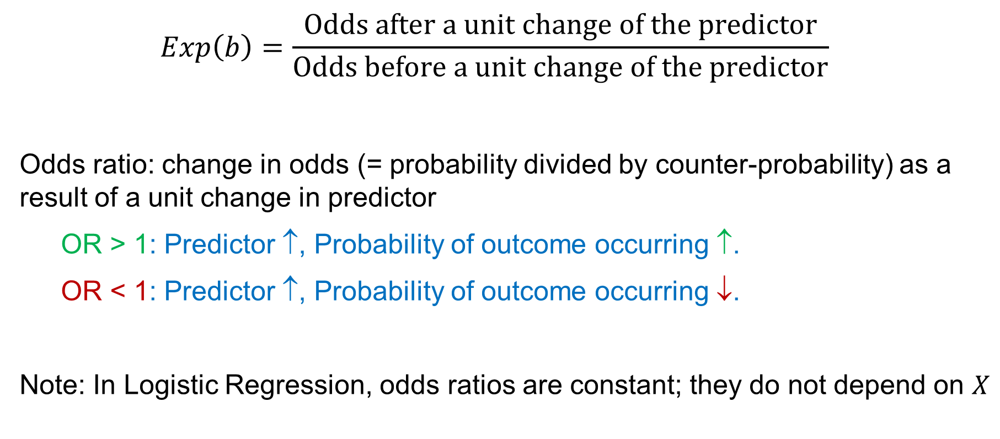 Exp(b) = Odds after a unit change of the predictor / Odds before a unit change of the predictor
Odds ratio: change in odds (= probability divided by counter-probability) as a
result of a unit change in predictor
OR > 1: Predictor ↑, Probability of outcome occurring ↑.
OR < 1: Predictor ↑, Probability of outcome occurring ↓.
Note: In Logistic Regression, odds ratios are constant; they do not depend on X